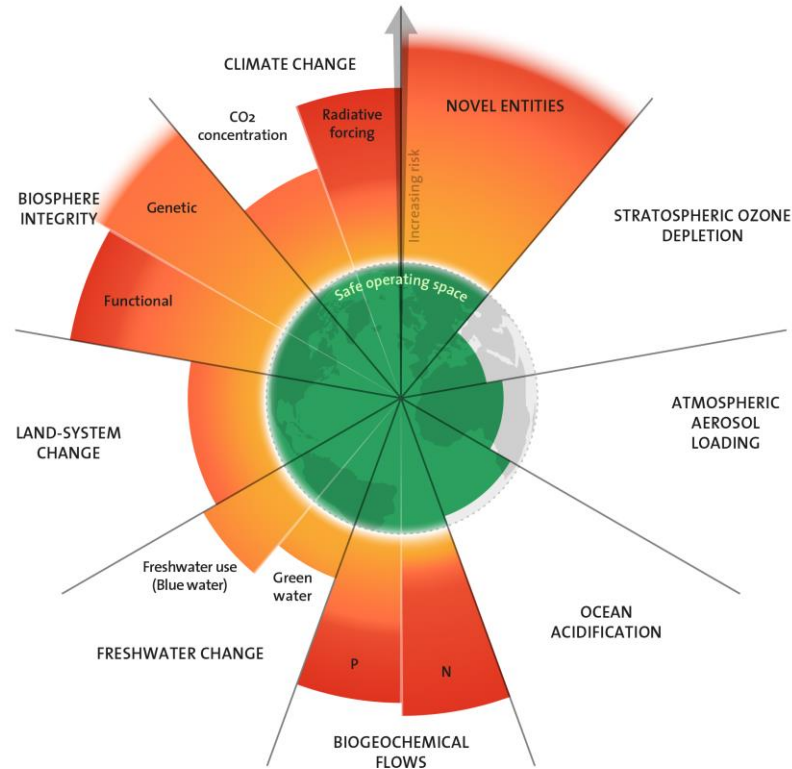 CLIMATE CHANGE
CO2
concentration
Radiative
forcing
NOVEL ENTITIES
Increasing risk
STRATOSPHERIC OZONE
DEPLETION
BIOSPHERE
INTEGRITY
Genetic
Functional
Safe operating space
ATMOSPHERIC
AEROSOL
LOADING
LAND-SYSTEM
CHANGE
Freshwater use
(Blue water)
Green
water
FRESHWATER CHANGE
OCEAN
ACIDIFICATION
P
N
BIOGEOCHEMICAL
FLOWS